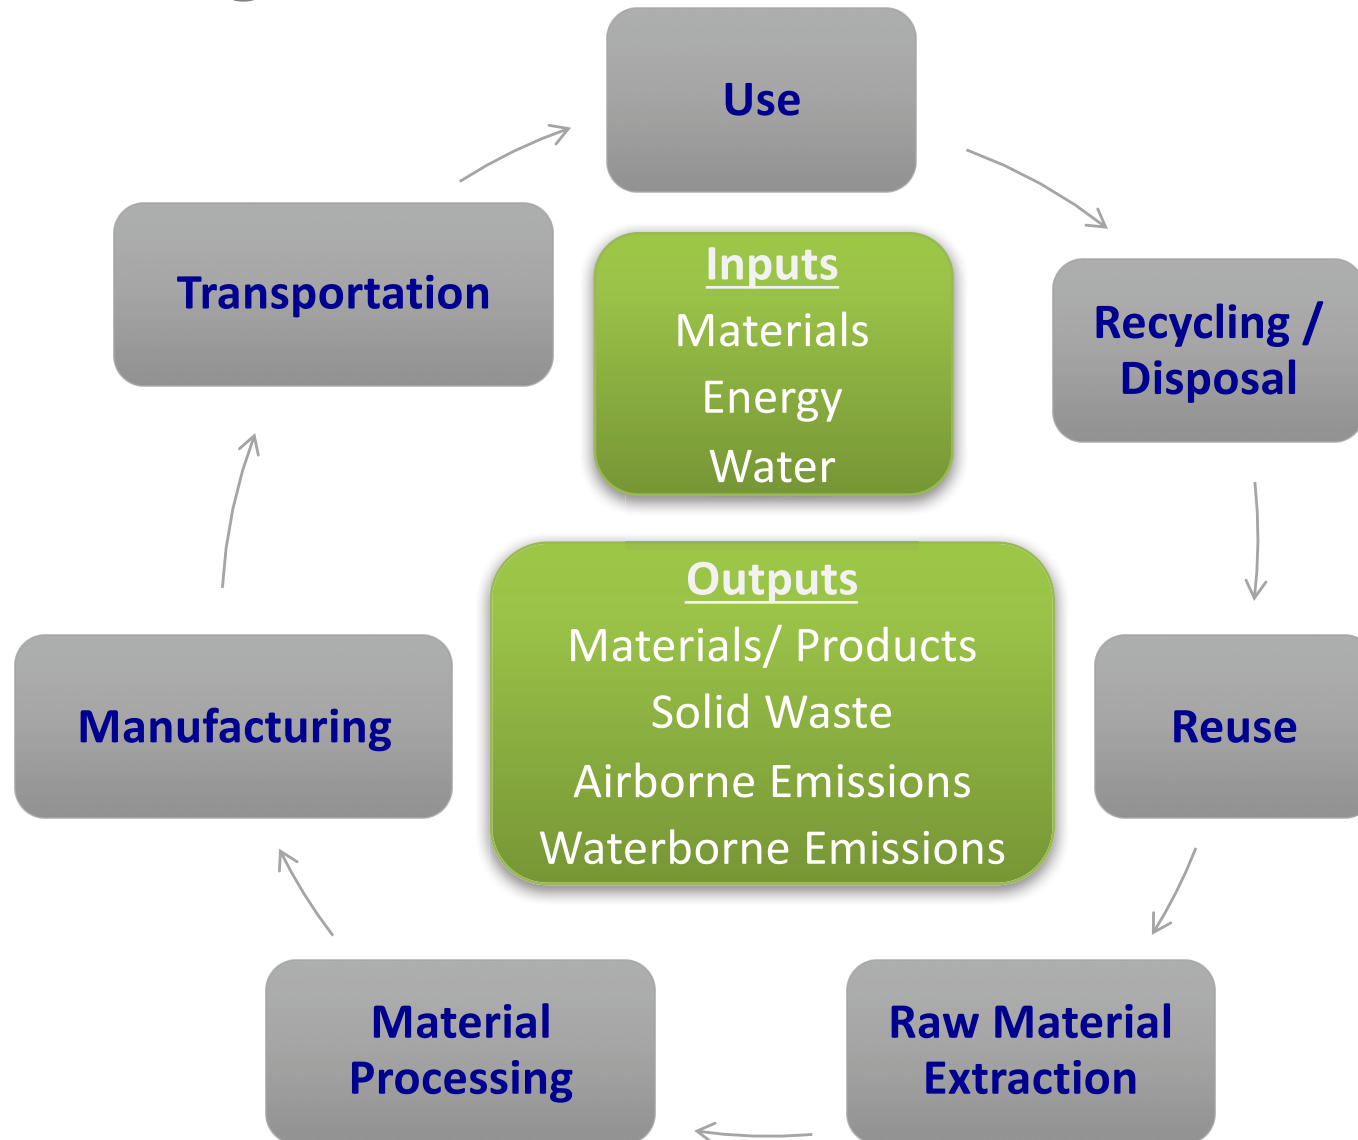 Use
Transportation
Inputs
Materials
Energy
Water
Recycling /
Disposal
Outputs
Materials/ Products
Solid Waste
Airborne Emissions
Waterborne Emissions
Manufacturing
Reuse
Material
Processing
Raw Material
Extraction